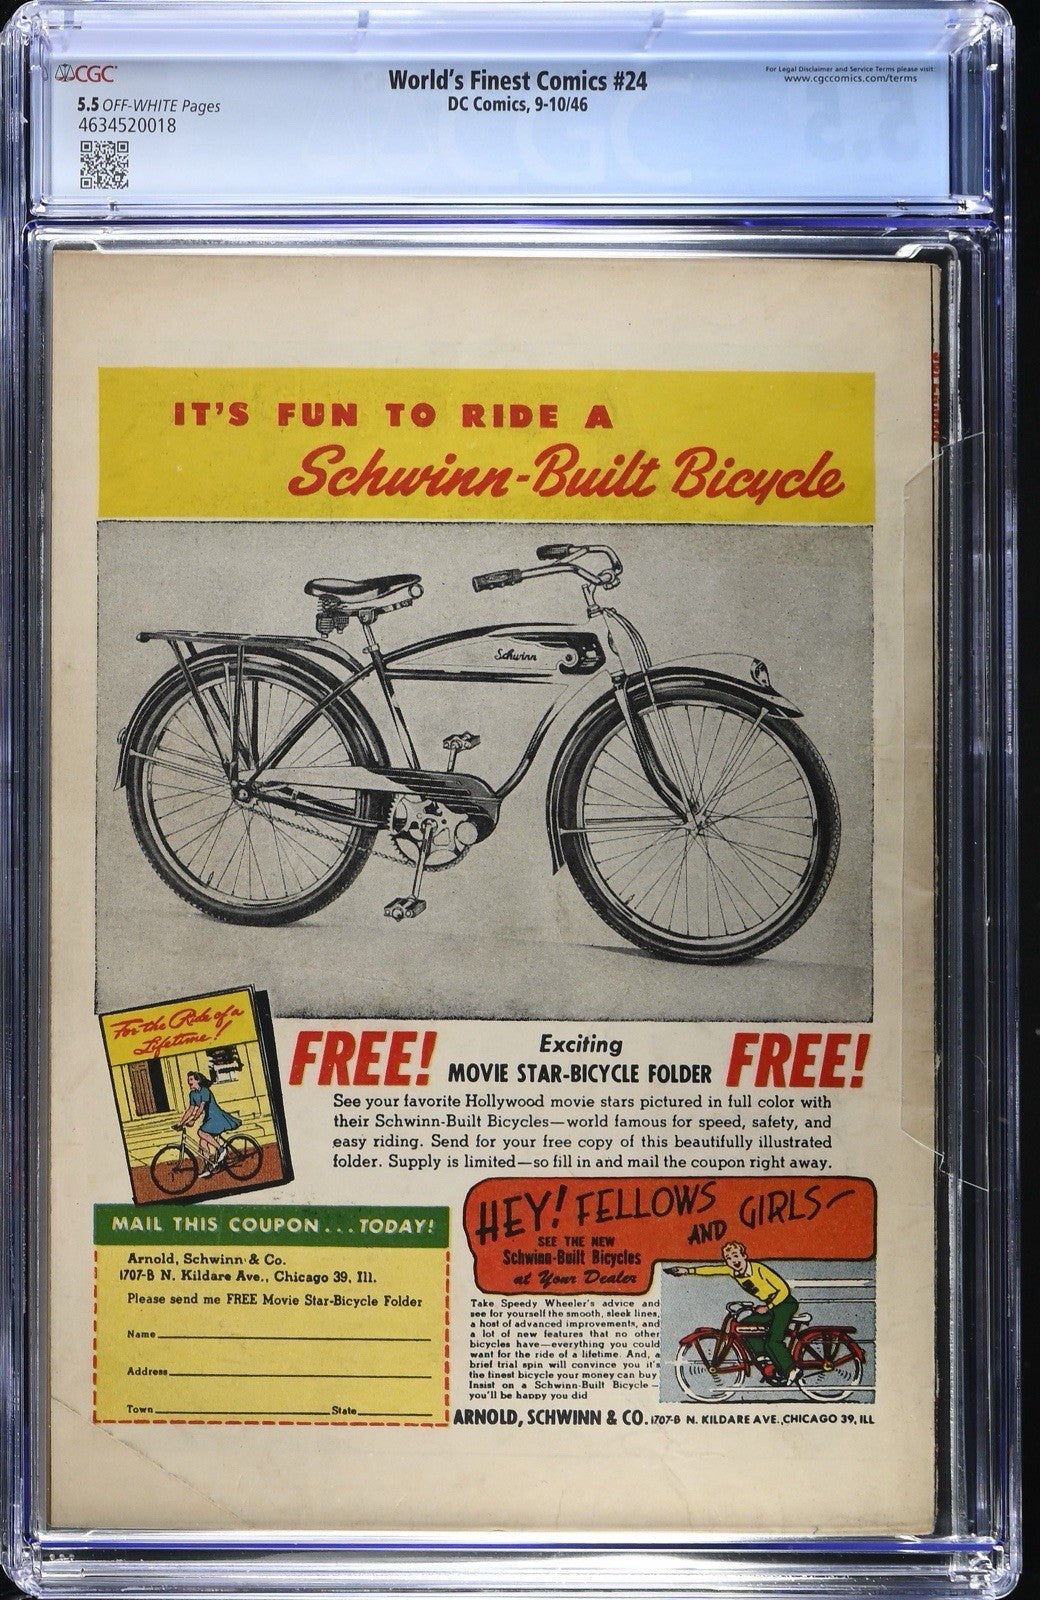 CGC
World's Finest Comics #24
For Legal Disclaimer and Service Terms please visit:
www.cgccomics.com/terms
5.5 OFF-WHITE Pages
DC Comics, 9-10/46
4634520018
IT'S FUN TO RIDE A
Schwinn-Built Bicycle
Schwinn
For the Ride of a
Lifetime!
FREE!
Exciting
MOVIE STAR-BICYCLE FOLDER
FREE!
See your favorite Hollywood movie stars pictured in full color with
their Schwinn-Built Bicycles—world famous for speed, safety, and
easy riding. Send for your free copy of this beautifully illustrated
folder. Supply is limited—so fill in and mail the coupon right away.
MAIL THIS COUPON...TODAY!
Arnold, Schwinn & Co.
1707-B N. Kildare Ave., Chicago 39, Ill.
Please send me FREE Movie Star-Bicycle Folder
Name
Address
Town State
HEY! FELLOWS
AND GIRLS—
SEE THE NEW
Schwinn-Built Bicycles
at Your Dealer
Take Speedy Wheeler's advice and
see for yourself the smooth, sleek lines,
a host of advanced improvements, and
a lot of new features that no other
bicycles have—everything you could
want for the ride of a lifetime. And, a
brief trial spin will convince you it's
the finest bicycle your money can buy
Insist on a Schwinn-Built Bicycle—
you'll be happy you did
ARNOLD, SCHWINN & CO. 1707-B N. KILDARE AVE., CHICAGO 39, ILL